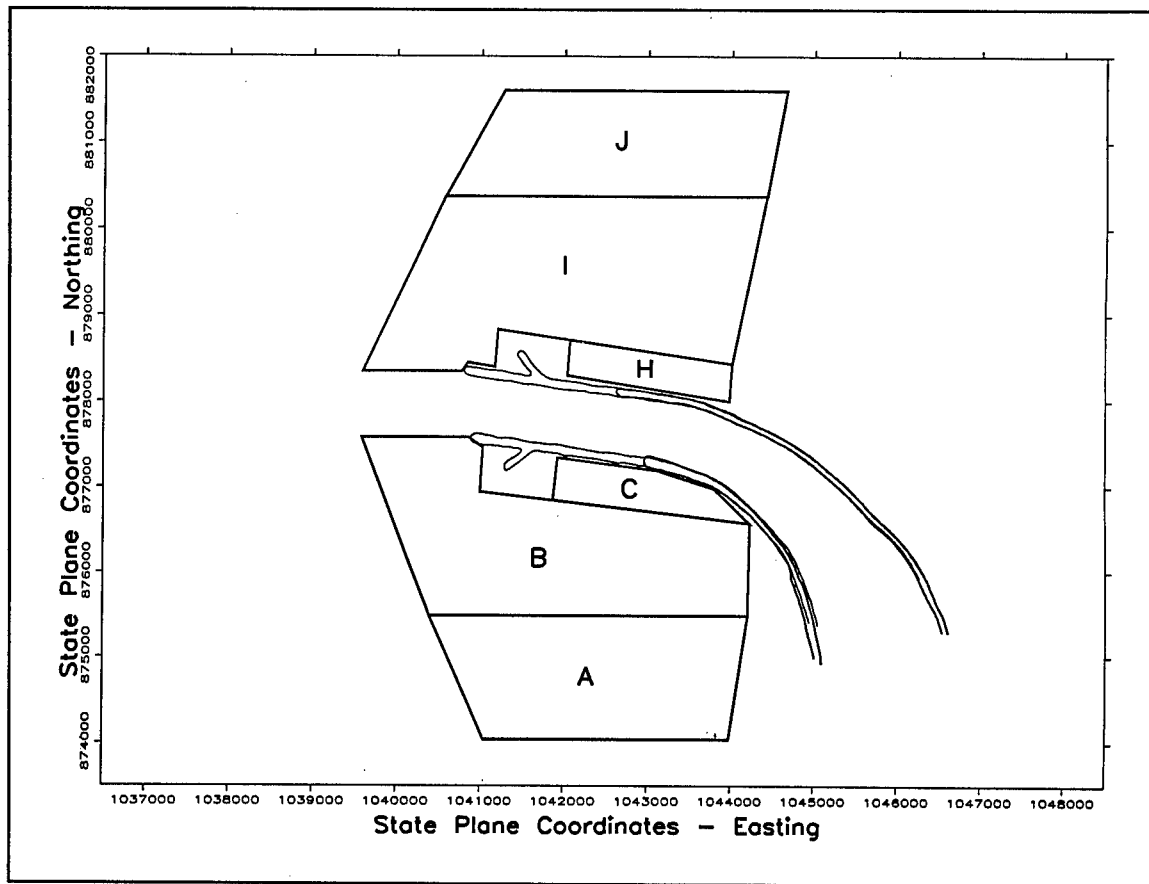 882000
881000
880000
879000
878000
877000
876000
875000
874000
State Plane Coordinates – Northing
J
I
H
C
B
A
1037000 1038000 1039000 1040000 1041000 1042000 1043000 1044000 1045000 1046000 1047000 1048000
State Plane Coordinates – Easting